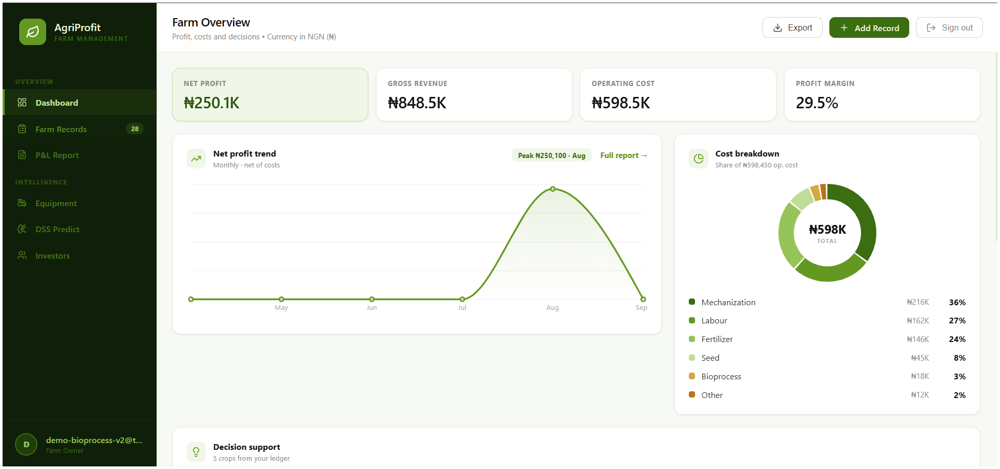 AgriProfit
FARM MANAGEMENT
OVERVIEW
Dashboard
Farm Records 28
P&L Report
INTELLIGENCE
Equipment
DSS Predict
Investors
D
demo-bioprocess-v2@t...
Farm Owner
Farm Overview
Profit, costs and decisions • Currency in NGN (₦)
Export
+ Add Record
Sign out
NET PROFIT
₦250.1K
GROSS REVENUE
₦848.5K
OPERATING COST
₦598.5K
PROFIT MARGIN
29.5%
Net profit trend
Monthly · net of costs
Peak ₦250,100 · Aug
Full report →
May Jun Jul Aug Sep
Cost breakdown
Share of ₦598,450 op. cost
₦598K
TOTAL
Mechanization ₦216K 36%
Labour ₦162K 27%
Fertilizer ₦146K 24%
Seed ₦45K 8%
Bioprocess ₦18K 3%
Other ₦12K 2%
Decision support
5 crops from your ledger